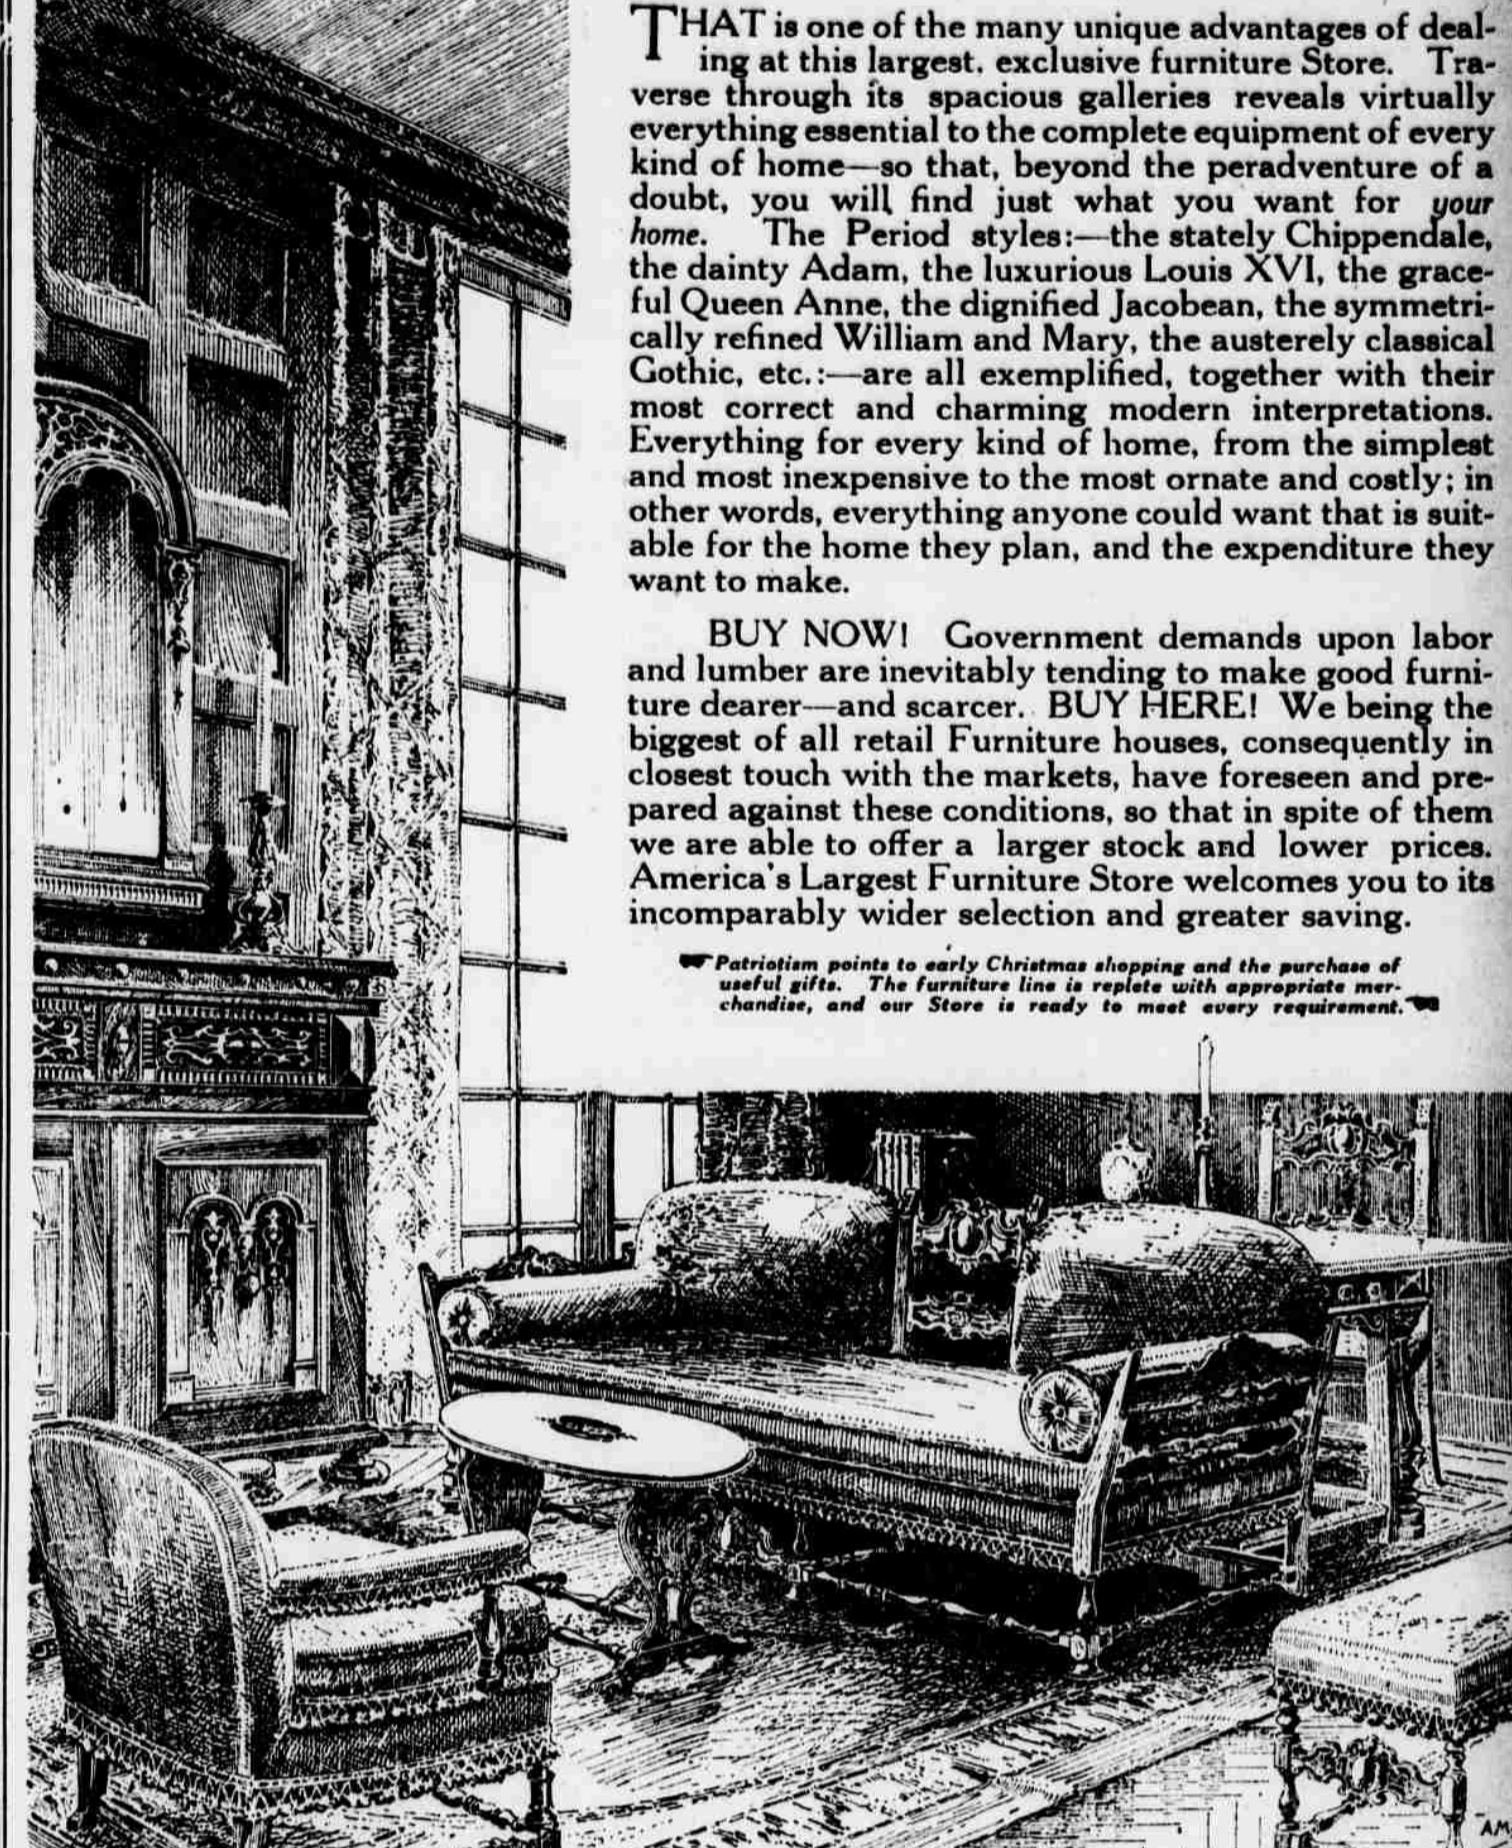 THAT is one of the many unique advantages of deal-
ing at this largest, exclusive furniture Store. Tra-
verse through its spacious galleries reveals virtually
everything essential to the complete equipment of every
kind of home—so that, beyond the peradventure of a
doubt, you will find just what you want for your
home. The Period styles:—the stately Chippendale,
the dainty Adam, the luxurious Louis XVI, the grace-
ful Queen Anne, the dignified Jacobean, the symmetri-
cally refined William and Mary, the austerely classical
Gothic, etc.:—are all exemplified, together with their
most correct and charming modern interpretations.
Everything for every kind of home, from the simplest
and most inexpensive to the most ornate and costly; in
other words, everything anyone could want that is suit-
able for the home they plan, and the expenditure they
want to make.
BUY NOW! Government demands upon labor
and lumber are inevitably tending to make good furni-
ture dearer—and scarcer. BUY HERE! We being the
biggest of all retail Furniture houses, consequently in
closest touch with the markets, have foreseen and pre-
pared against these conditions, so that in spite of them
we are able to offer a larger stock and lower prices.
America's Largest Furniture Store welcomes you to its
incomparably wider selection and greater saving.
Patriotism points to early Christmas shopping and the purchase of
useful gifts. The furniture line is replete with appropriate mer-
chandise, and our Store is ready to meet every requirement.